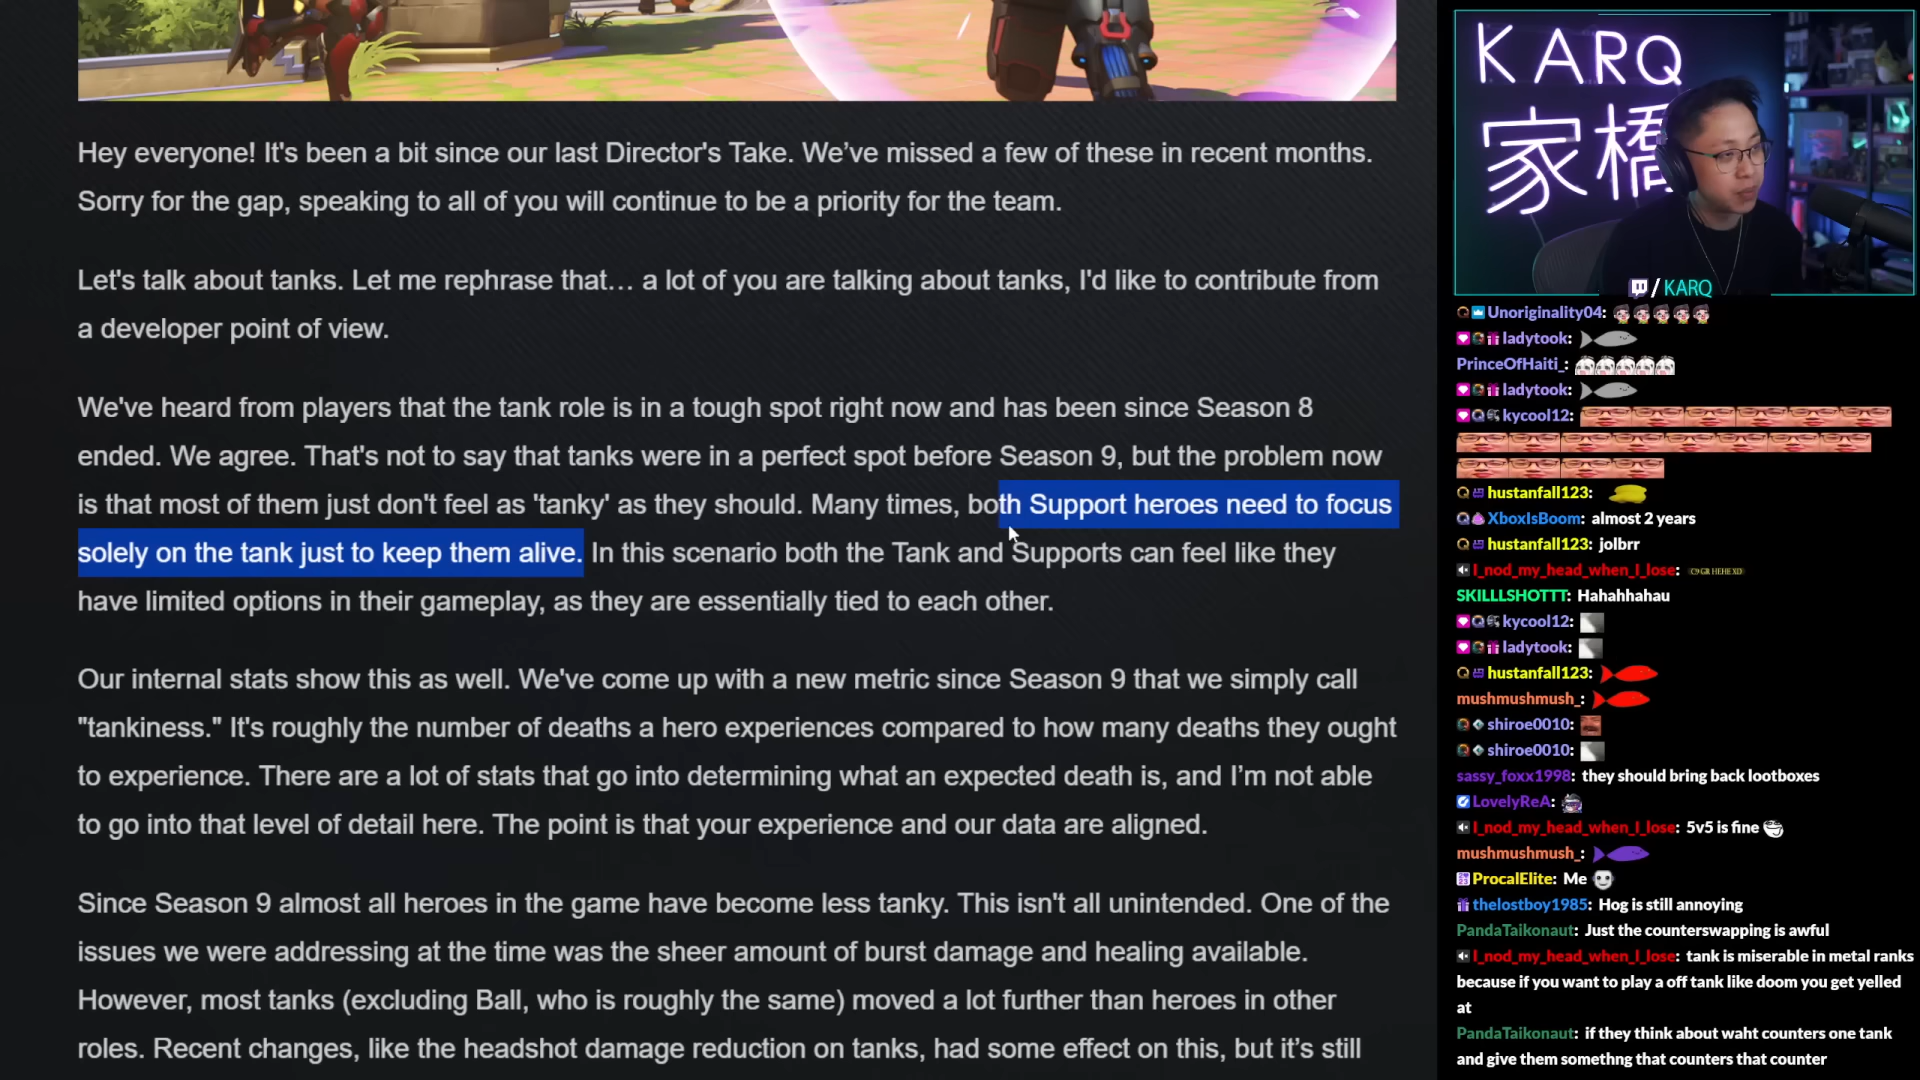 Hey everyone! It's been a bit since our last Director's Take. We’ve missed a few of these in recent months.
Sorry for the gap, speaking to all of you will continue to be a priority for the team.
Let's talk about tanks. Let me rephrase that… a lot of you are talking about tanks, I'd like to contribute from
a developer point of view.
We've heard from players that the tank role is in a tough spot right now and has been since Season 8
ended. We agree. That's not to say that tanks were in a perfect spot before Season 9, but the problem now
is that most of them just don't feel as 'tanky' as they should. Many times, both Support heroes need to focus
solely on the tank just to keep them alive. In this scenario both the Tank and Supports can feel like they
have limited options in their gameplay, as they are essentially tied to each other.
Our internal stats show this as well. We've come up with a new metric since Season 9 that we simply call
"tankiness." It's roughly the number of deaths a hero experiences compared to how many deaths they ought
to experience. There are a lot of stats that go into determining what an expected death is, and I’m not able
to go into that level of detail here. The point is that your experience and our data are aligned.
Since Season 9 almost all heroes in the game have become less tanky. This isn't all unintended. One of the
issues we were addressing at the time was the sheer amount of burst damage and healing available.
However, most tanks (excluding Ball, who is roughly the same) moved a lot further than heroes in other
roles. Recent changes, like the headshot damage reduction on tanks, had some effect on this, but it’s still
KARQ
家橋
/KARQ
Unoriginality04:
ladytook:
PrinceOfHaiti_:
ladytook:
kycool12:
hustanfall123:
XboxIsBoom: almost 2 years
hustanfall123: jolbrr
I_nod_my_head_when_I_lose:
SKILLLSHOTTT: Hahahhahau
kycool12:
ladytook:
hustanfall123:
mushmushmush_:
shiroe0010:
shiroe0010:
sassy_foxx1998: they should bring back lootboxes
LovelyReA:
I_nod_my_head_when_I_lose: 5v5 is fine
mushmushmush_:
ProcalElite: Me
thelostboy1985: Hog is still annoying
PandaTaikonaut: Just the counterswapping is awful
I_nod_my_head_when_I_lose: tank is miserable in metal ranks
because if you want to play a off tank like doom you get yelled
at
PandaTaikonaut: if they think about waht counters one tank
and give them somethng that counters that counter